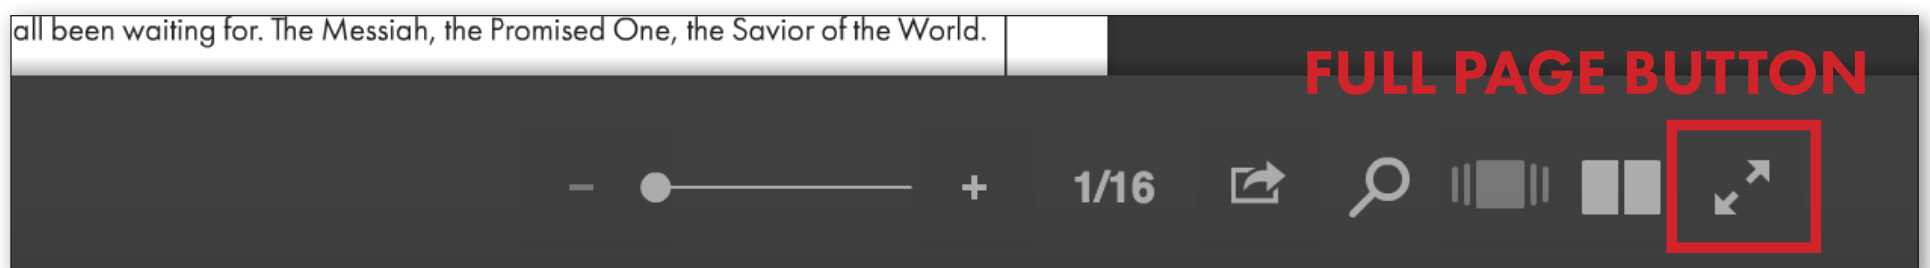 all been waiting for. The Messiah, the Promised One, the Savior of the World.
FULL PAGE BUTTON
1/16